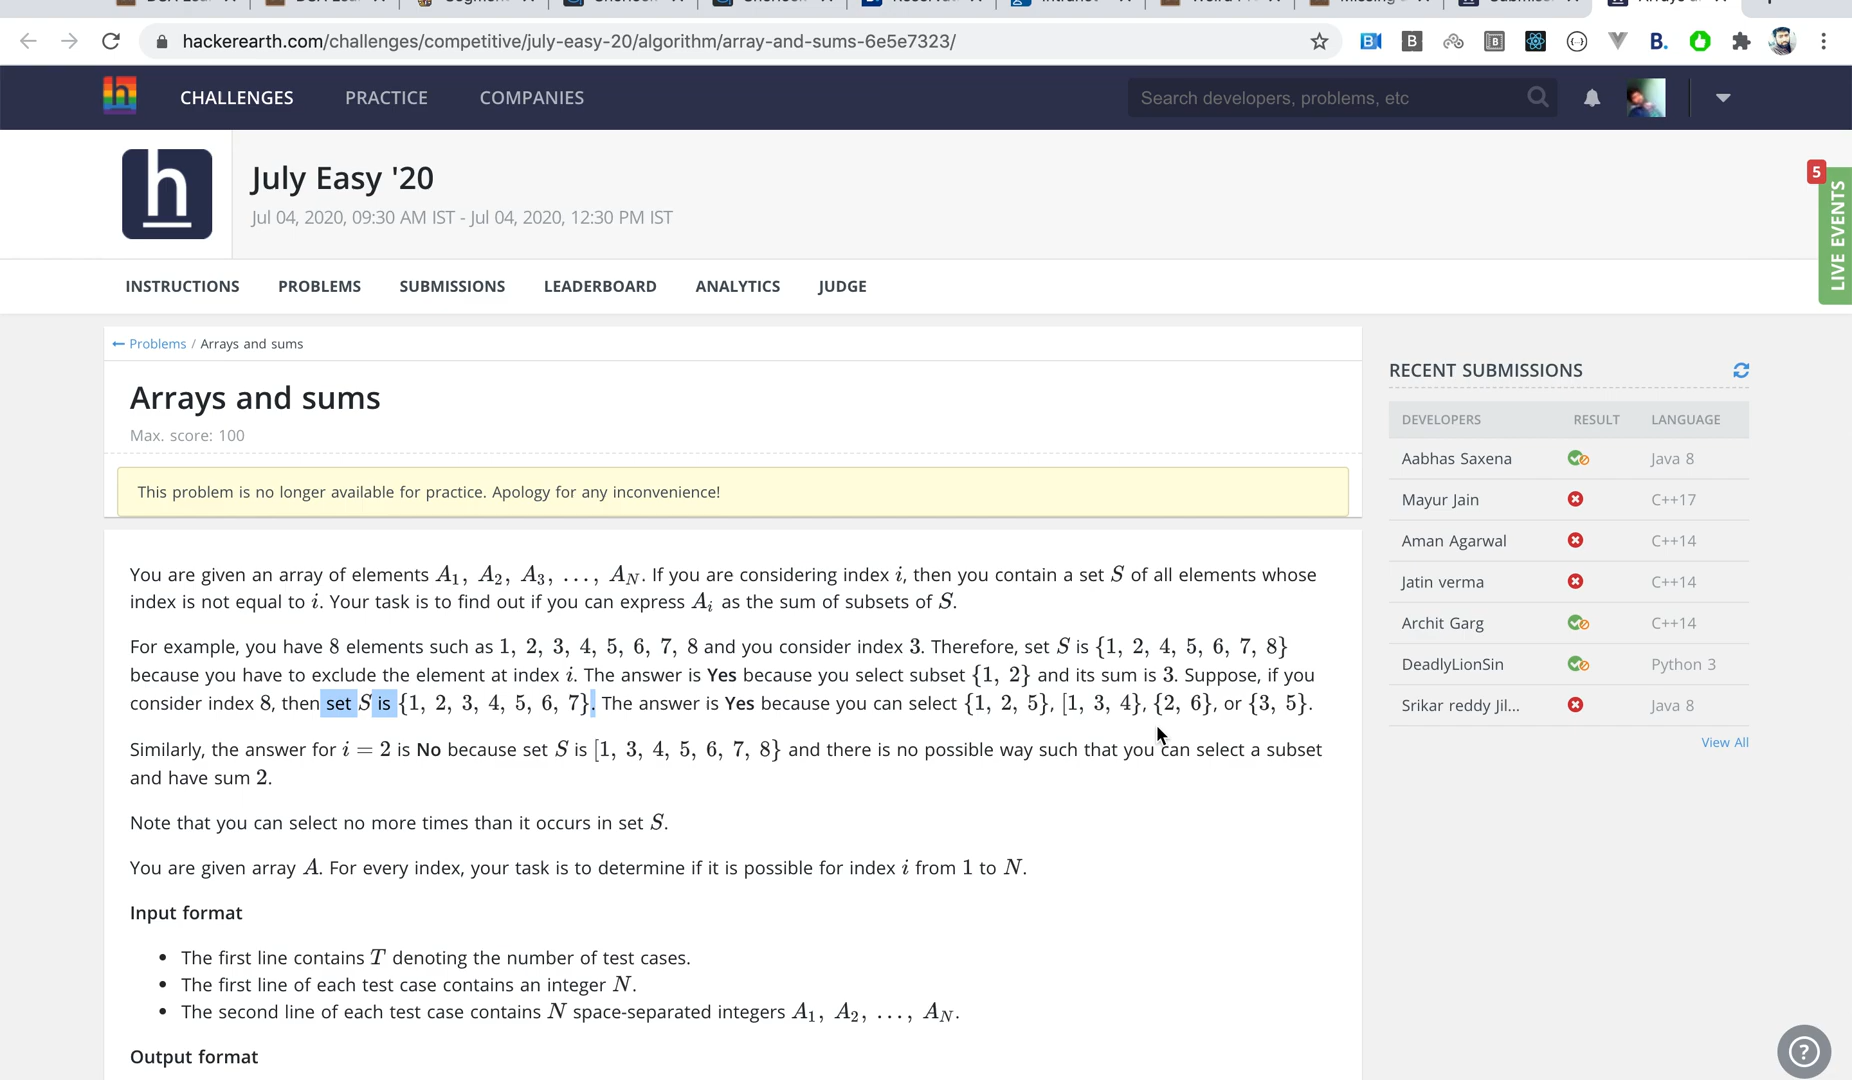 hackerearth.com/challenges/competitive/july-easy-20/algorithm/array-and-sums-6e5e7323/
CHALLENGES PRACTICE COMPANIES
Search developers, problems, etc
July Easy '20
Jul 04, 2020, 09:30 AM IST - Jul 04, 2020, 12:30 PM IST
5
LIVE EVENTS
INSTRUCTIONS PROBLEMS SUBMISSIONS LEADERBOARD ANALYTICS JUDGE
← Problems / Arrays and sums
Arrays and sums
Max. score: 100
This problem is no longer available for practice. Apology for any inconvenience!
You are given an array of elements A₁, A₂, A₃, ..., A_N. If you are considering index i, then you contain a set S of all elements whose
index is not equal to i. Your task is to find out if you can express A_i as the sum of subsets of S.
For example, you have 8 elements such as 1, 2, 3, 4, 5, 6, 7, 8 and you consider index 3. Therefore, set S is {1, 2, 4, 5, 6, 7, 8}
because you have to exclude the element at index i. The answer is Yes because you select subset {1, 2} and its sum is 3. Suppose, if you
consider index 8, then set S is {1, 2, 3, 4, 5, 6, 7}. The answer is Yes because you can select {1, 2, 5}, [1, 3, 4}, {2, 6}, or {3, 5}.
Similarly, the answer for i = 2 is No because set S is [1, 3, 4, 5, 6, 7, 8} and there is no possible way such that you can select a subset
and have sum 2.
Note that you can select no more times than it occurs in set S.
You are given array A. For every index, your task is to determine if it is possible for index i from 1 to N.
Input format
• The first line contains T denoting the number of test cases.
• The first line of each test case contains an integer N.
• The second line of each test case contains N space-separated integers A₁, A₂, ..., A_N.
Output format
RECENT SUBMISSIONS
DEVELOPERS RESULT LANGUAGE
Aabhas Saxena Java 8
Mayur Jain C++17
Aman Agarwal C++14
Jatin verma C++14
Archit Garg C++14
DeadlyLionSin Python 3
Srikar reddy Jil... Java 8
View All